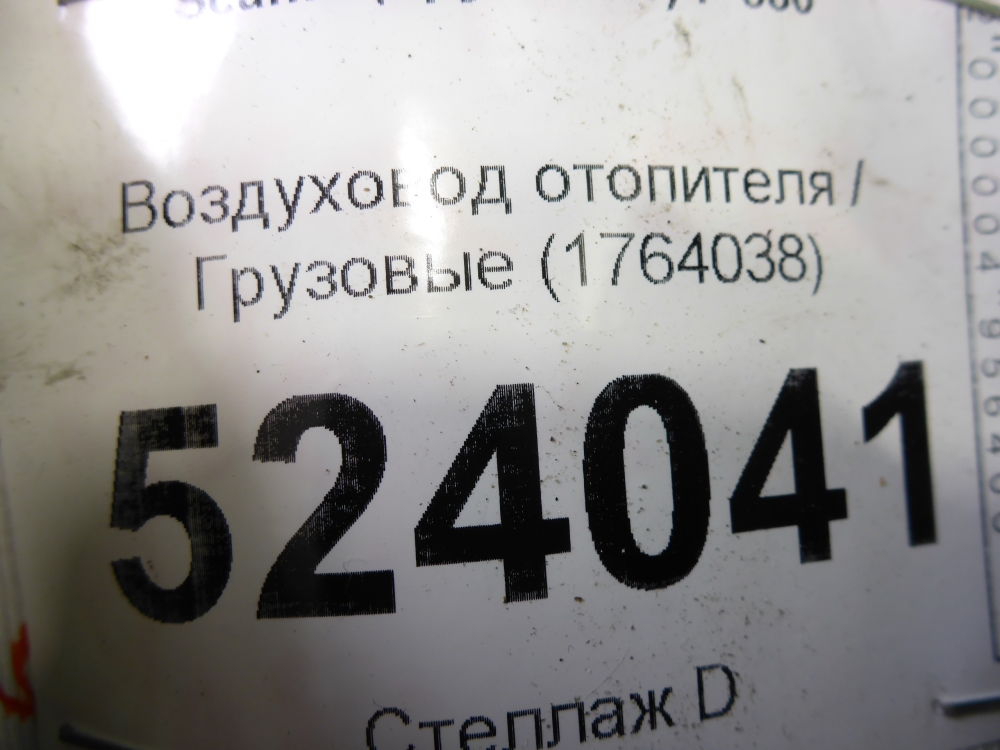 Воздуховод отопителя /
Грузовые (1764038)
524041
Стеллаж D